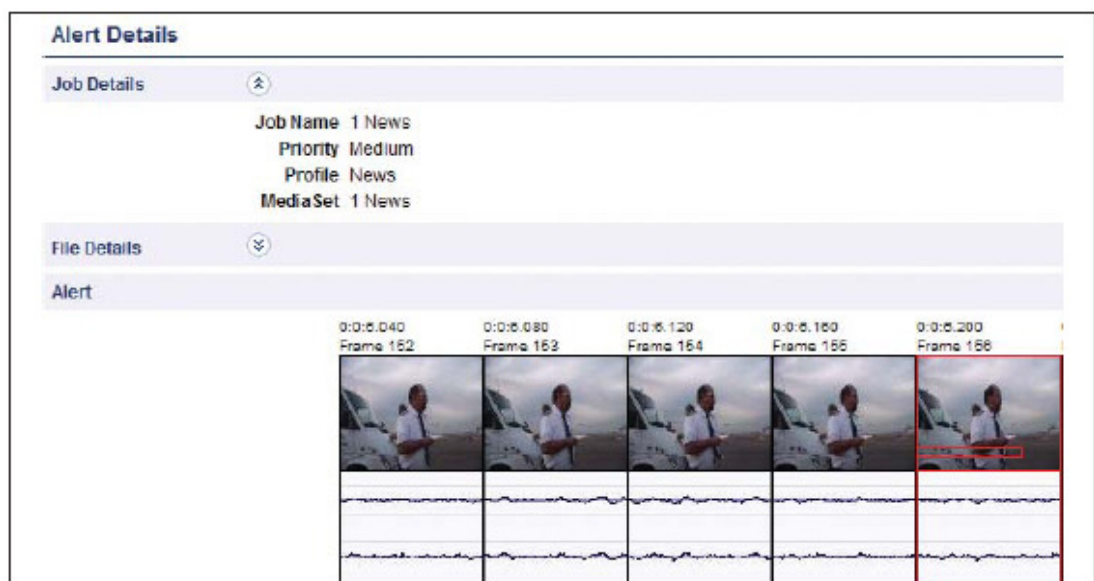 Alert Details
Job Details
Job Name 1 News
Priority Medium
Profile News
MediaSet 1 News
File Details
Alert
0:0:6.040 0:0:6.080 0:0:6.120 0:0:6.160 0:0:6.200
Frame 152 Frame 153 Frame 154 Frame 155 Frame 156